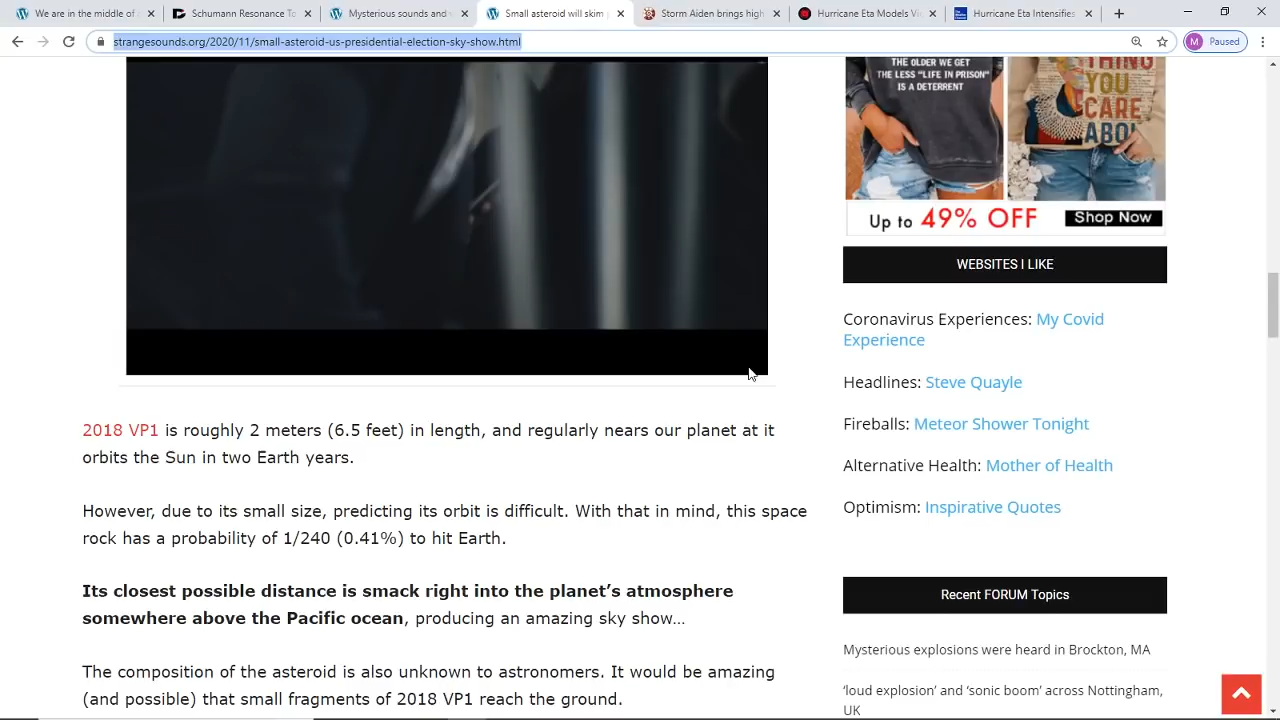 We are in the midst of an ongoin
Schumann Resonance To
Mysterious sounds and
Small asteroid will skim
Storm Aiden brings high
Hurricane Eta Models Vi
Hurricane Eta Intensifies
strangesounds.org/2020/11/small-asteroid-us-presidential-election-sky-show.html
M Paused
THE OLDER WE GET
THE LESS "LIFE IN PRISON"
IS A DETERRENT
THING
YOU
CARE
Up to 49% OFF
Shop Now
WEBSITES I LIKE
Coronavirus Experiences: My Covid
Experience
Headlines: Steve Quayle
Fireballs: Meteor Shower Tonight
Alternative Health: Mother of Health
Optimism: Inspirative Quotes
Recent FORUM Topics
Mysterious explosions were heard in Brockton, MA
‘loud explosion’ and ‘sonic boom’ across Nottingham,
UK
2018 VP1 is roughly 2 meters (6.5 feet) in length, and regularly nears our planet at it
orbits the Sun in two Earth years.
However, due to its small size, predicting its orbit is difficult. With that in mind, this space
rock has a probability of 1/240 (0.41%) to hit Earth.
Its closest possible distance is smack right into the planet’s atmosphere
somewhere above the Pacific ocean, producing an amazing sky show…
The composition of the asteroid is also unknown to astronomers. It would be amazing
(and possible) that small fragments of 2018 VP1 reach the ground.